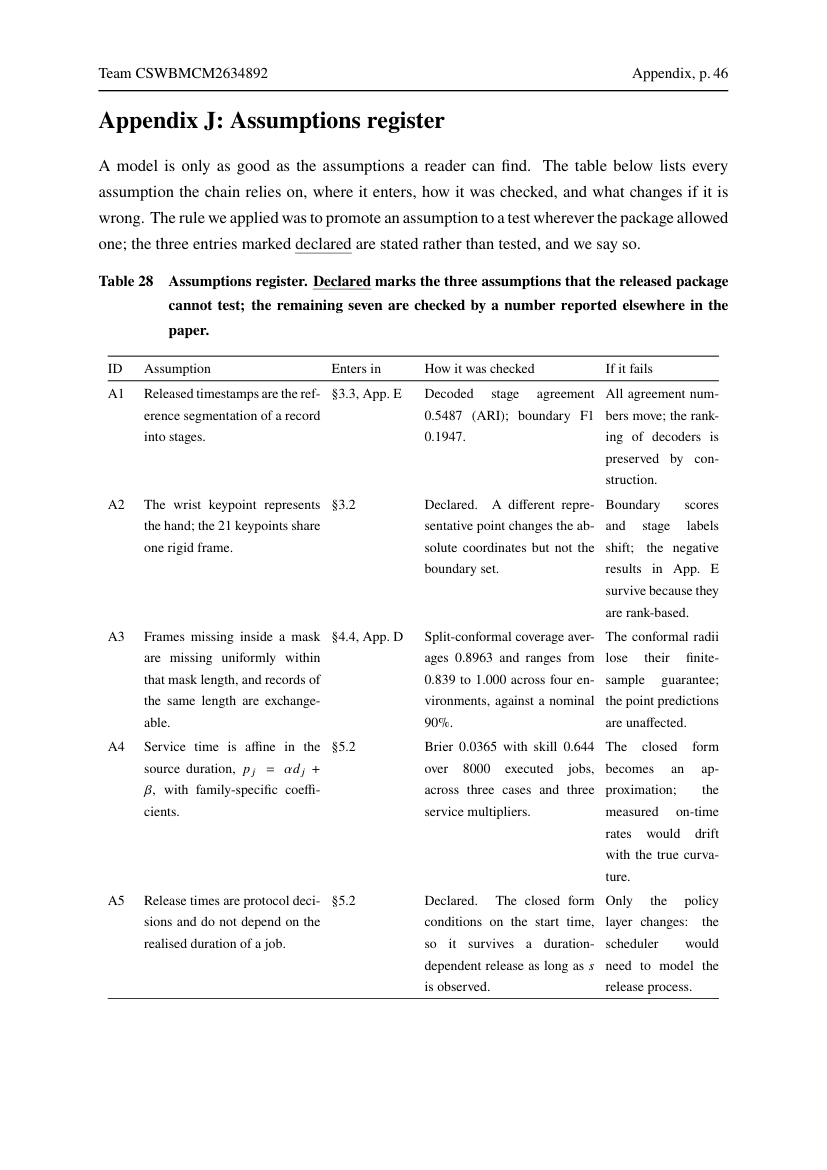 Team CSWBMCM2634892 Appendix, p. 46
Appendix J: Assumptions register
A model is only as good as the assumptions a reader can find. The table below lists every
assumption the chain relies on, where it enters, how it was checked, and what changes if it is
wrong. The rule we applied was to promote an assumption to a test wherever the package allowed
one; the three entries marked declared are stated rather than tested, and we say so.
Table 28 Assumptions register. Declared marks the three assumptions that the released package
cannot test; the remaining seven are checked by a number reported elsewhere in the
paper.
ID Assumption Enters in How it was checked If it fails
A1 Released timestamps are the ref- §3.3, App. E Decoded stage agreement All agreement num-
erence segmentation of a record 0.5487 (ARI); boundary F1 bers move; the rank-
into stages. 0.1947. ing of decoders is
preserved by con-
struction.
A2 The wrist keypoint represents §3.2 Declared. A different repre- Boundary scores
the hand; the 21 keypoints share sentative point changes the ab- and stage labels
one rigid frame. solute coordinates but not the shift; the negative
boundary set. results in App. E
survive because they
are rank-based.
A3 Frames missing inside a mask §4.4, App. D Split-conformal coverage aver- The conformal radii
are missing uniformly within ages 0.8963 and ranges from lose their finite-
that mask length, and records of 0.839 to 1.000 across four en- sample guarantee;
the same length are exchange- vironments, against a nominal the point predictions
able. 90%. are unaffected.
A4 Service time is affine in the §5.2 Brier 0.0365 with skill 0.644 The closed form
source duration, p_j = αd_j + over 8000 executed jobs, becomes an ap-
β, with family-specific coeffi- across three cases and three proximation; the
cients. service multipliers. measured on-time
rates would drift
with the true curva-
ture.
A5 Release times are protocol deci- §5.2 Declared. The closed form Only the policy
sions and do not depend on the conditions on the start time, layer changes: the
realised duration of a job. so it survives a duration- scheduler would
dependent release as long as s need to model the
is observed. release process.